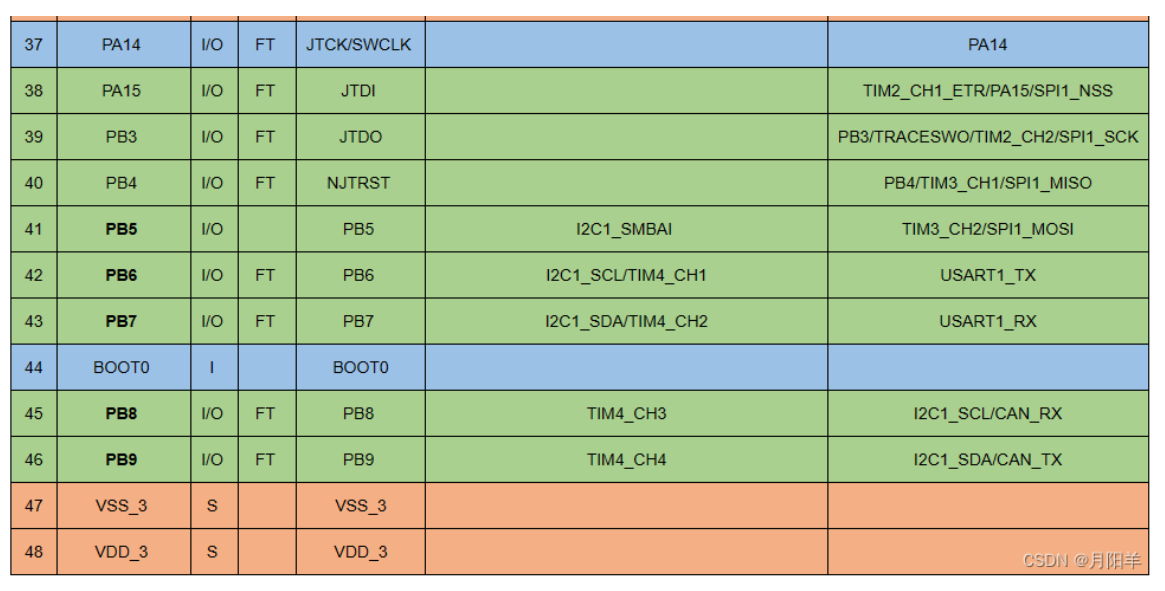 37 PA14 I/O FT JTCK/SWCLK PA14
38 PA15 I/O FT JTDI TIM2_CH1_ETR/PA15/SPI1_NSS
39 PB3 I/O FT JTDO PB3/TRACESWO/TIM2_CH2/SPI1_SCK
40 PB4 I/O FT NJTRST PB4/TIM3_CH1/SPI1_MISO
41 PB5 I/O PB5 I2C1_SMBAI TIM3_CH2/SPI1_MOSI
42 PB6 I/O FT PB6 I2C1_SCL/TIM4_CH1 USART1_TX
43 PB7 I/O FT PB7 I2C1_SDA/TIM4_CH2 USART1_RX
44 BOOT0 I BOOT0
45 PB8 I/O FT PB8 TIM4_CH3 I2C1_SCL/CAN_RX
46 PB9 I/O FT PB9 TIM4_CH4 I2C1_SDA/CAN_TX
47 VSS_3 S VSS_3
48 VDD_3 S VDD_3
CSDN @月阳羊